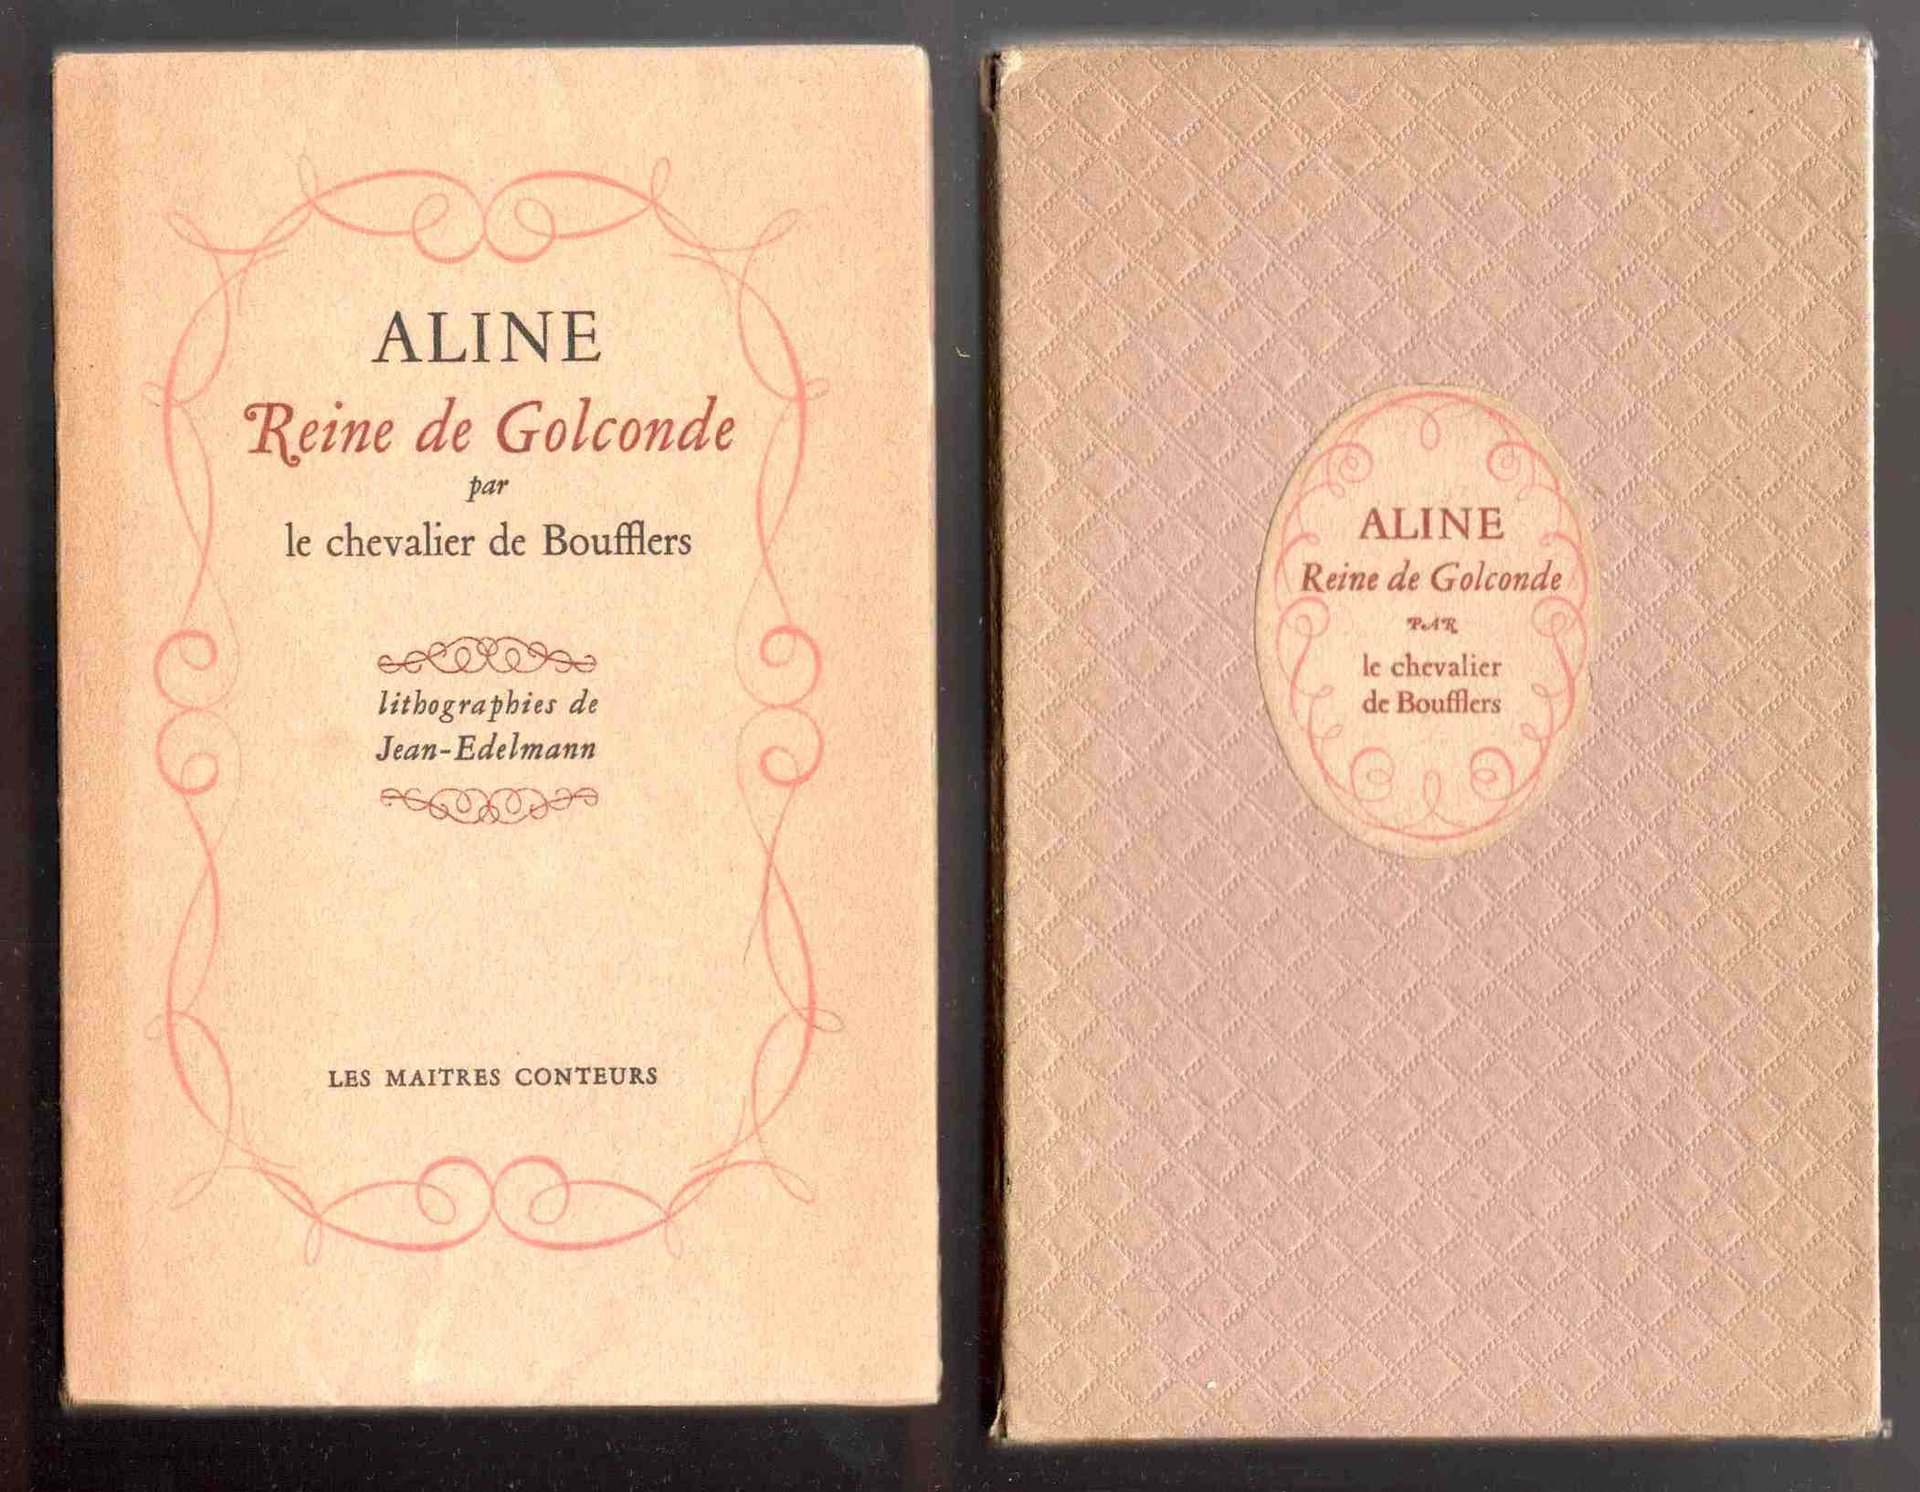 ALINE
Reine de Golconde
par
le chevalier de Boufflers
lithographies de
Jean-Edelmann
LES MAITRES CONTEURS
ALINE
Reine de Golconde
PAR
le chevalier
de Boufflers